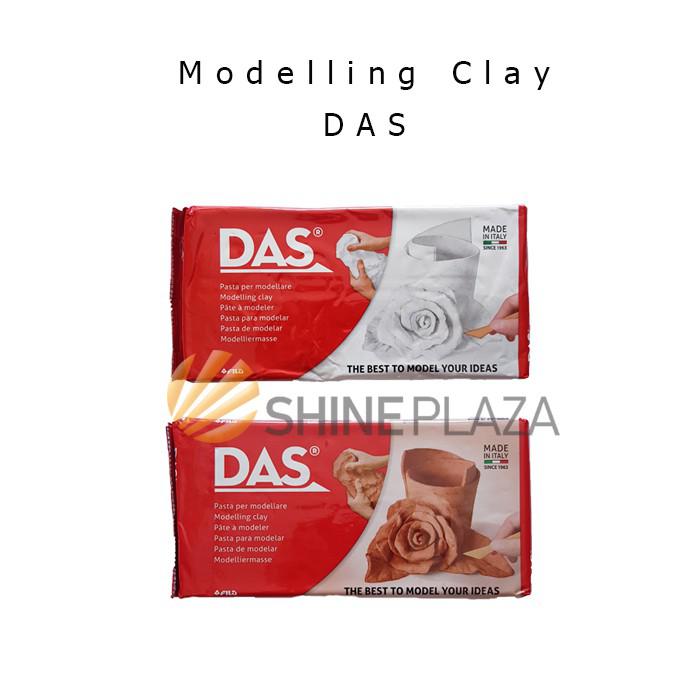 Modelling Clay
DAS
DAS®
Pasta per modellare
Modelling clay
Pâte à modeler
Pasta para modelar
Pasta de modelar
Modelliermasse
FILA
MADE
IN ITALY
SINCE 1963
THE BEST TO MODEL YOUR IDEAS
SHINEPLAZA
DAS®
Pasta per modellare
Modelling clay
Pâte à modeler
Pasta para modelar
Pasta de modelar
Modelliermasse
FILA
MADE
IN ITALY
SINCE 1963
THE BEST TO MODEL YOUR IDEAS